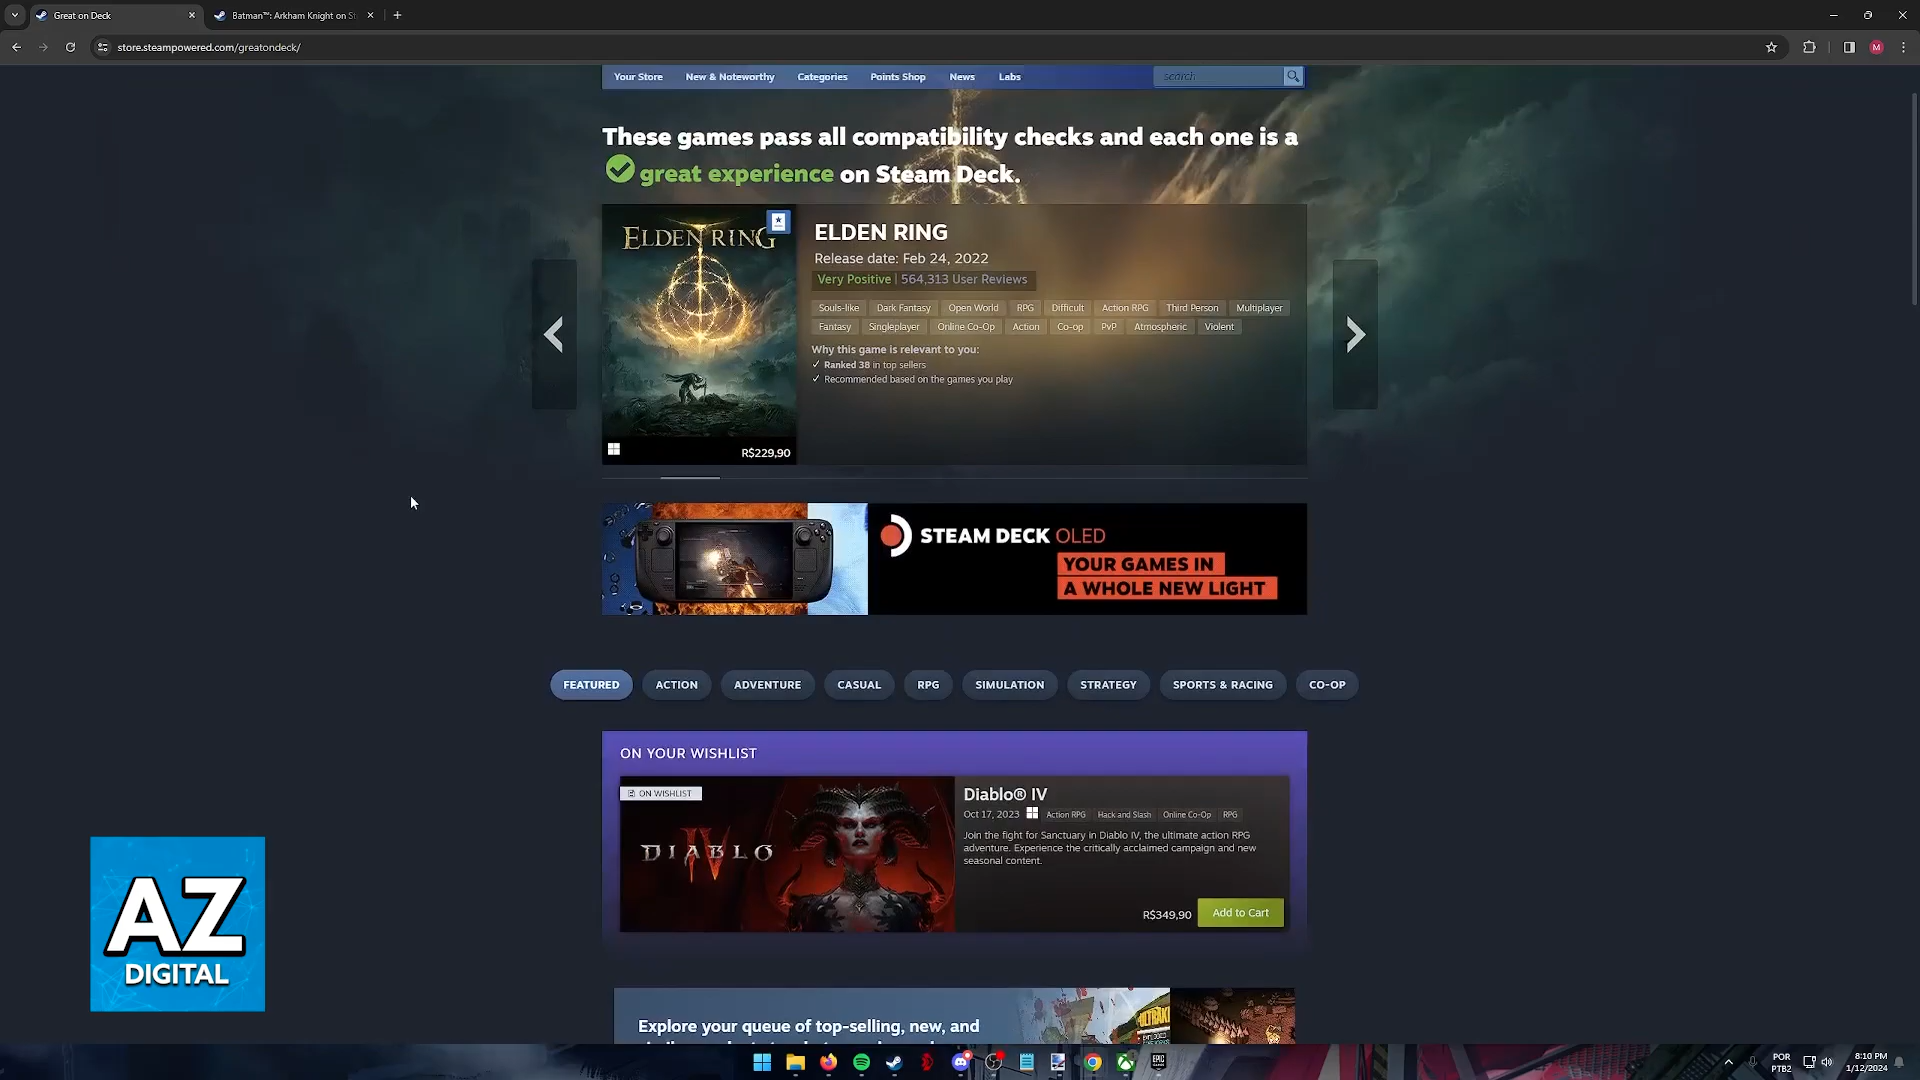 Great on Deck
Batman™: Arkham Knight on St
store.steampowered.com/greatondeck/
M
Your Store
New & Noteworthy
Categories
Points Shop
News
Labs
search
These games pass all compatibility checks and each one is a
great experience on Steam Deck.
ELDEN RING
R$229,90
ELDEN RING
Release date: Feb 24, 2022
Very Positive | 564,313 User Reviews
Souls-like Dark Fantasy Open World RPG Difficult Action RPG Third Person Multiplayer
Fantasy Singleplayer Online Co-Op Action Co-op PvP Atmospheric Violent
Why this game is relevant to you:
✓ Ranked 38 in top sellers
✓ Recommended based on the games you play
STEAM DECK OLED
YOUR GAMES IN
A WHOLE NEW LIGHT
FEATURED
ACTION
ADVENTURE
CASUAL
RPG
SIMULATION
STRATEGY
SPORTS & RACING
CO-OP
ON YOUR WISHLIST
ON WISHLIST
DIABLO
IV
Diablo® IV
Oct 17, 2023 Action RPG Hack and Slash Online Co-Op RPG
Join the fight for Sanctuary in Diablo IV, the ultimate action RPG
adventure. Experience the critically acclaimed campaign and new
seasonal content.
R$349,90
Add to Cart
AZ
DIGITAL
Explore your queue of top-selling, new, and
ULTRAK
EPIC
POR
PTB2
8:10 PM
1/12/2024